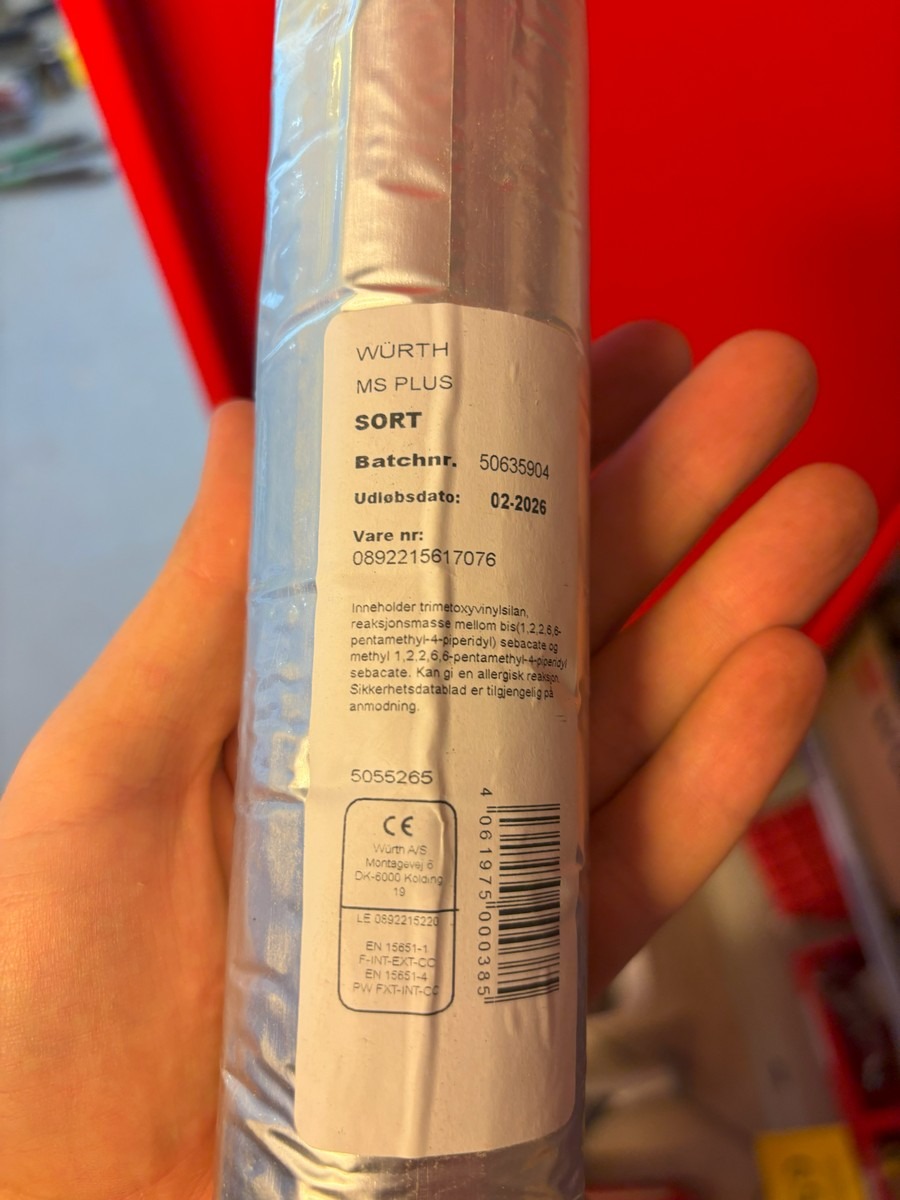 WÜRTH
MS PLUS
SORT
Batchnr. 50635904
Udløbsdato: 02-2026
Vare nr:
0892215617076
Inneholder trimetoxyvinylsilan,
reaksjonsmasse mellom bis(1,2,2,6,6-
pentamethyl-4-piperidyl) sebacate og
methyl 1,2,2,6,6-pentamethyl-4-piperidyl
sebacate. Kan gi en allergisk reaksjon.
Sikkerhetsdatablad er tilgjengelig på
anmodning.
5055265
CE
Würth A/S
Montagevej 6
DK-6000 Kolding
19
LE 0892215220
EN 15651-1
F-INT-EXT-CC
EN 15651-4
PW FXT-INT-CC
4 061975 000385